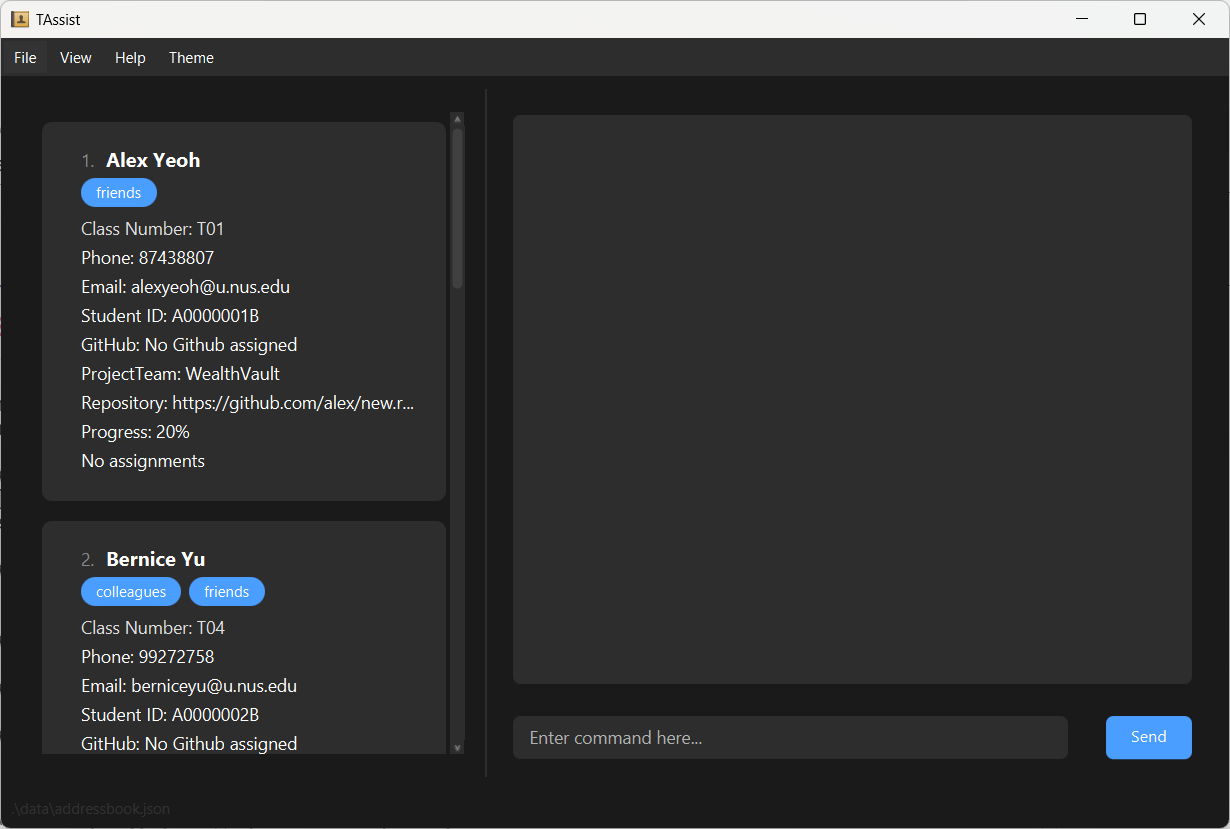 TAssist
File View Help Theme
1. Alex Yeoh
friends
Class Number: T01
Phone: 87438807
Email: alexyeoh@u.nus.edu
Student ID: A0000001B
GitHub: No Github assigned
ProjectTeam: WealthVault
Repository: https://github.com/alex/new.r...
Progress: 20%
No assignments
2. Bernice Yu
colleagues friends
Class Number: T04
Phone: 99272758
Email: berniceyu@u.nus.edu
Student ID: A0000002B
GitHub: No Github assigned
Enter command here...
Send
.\data\addressbook.json